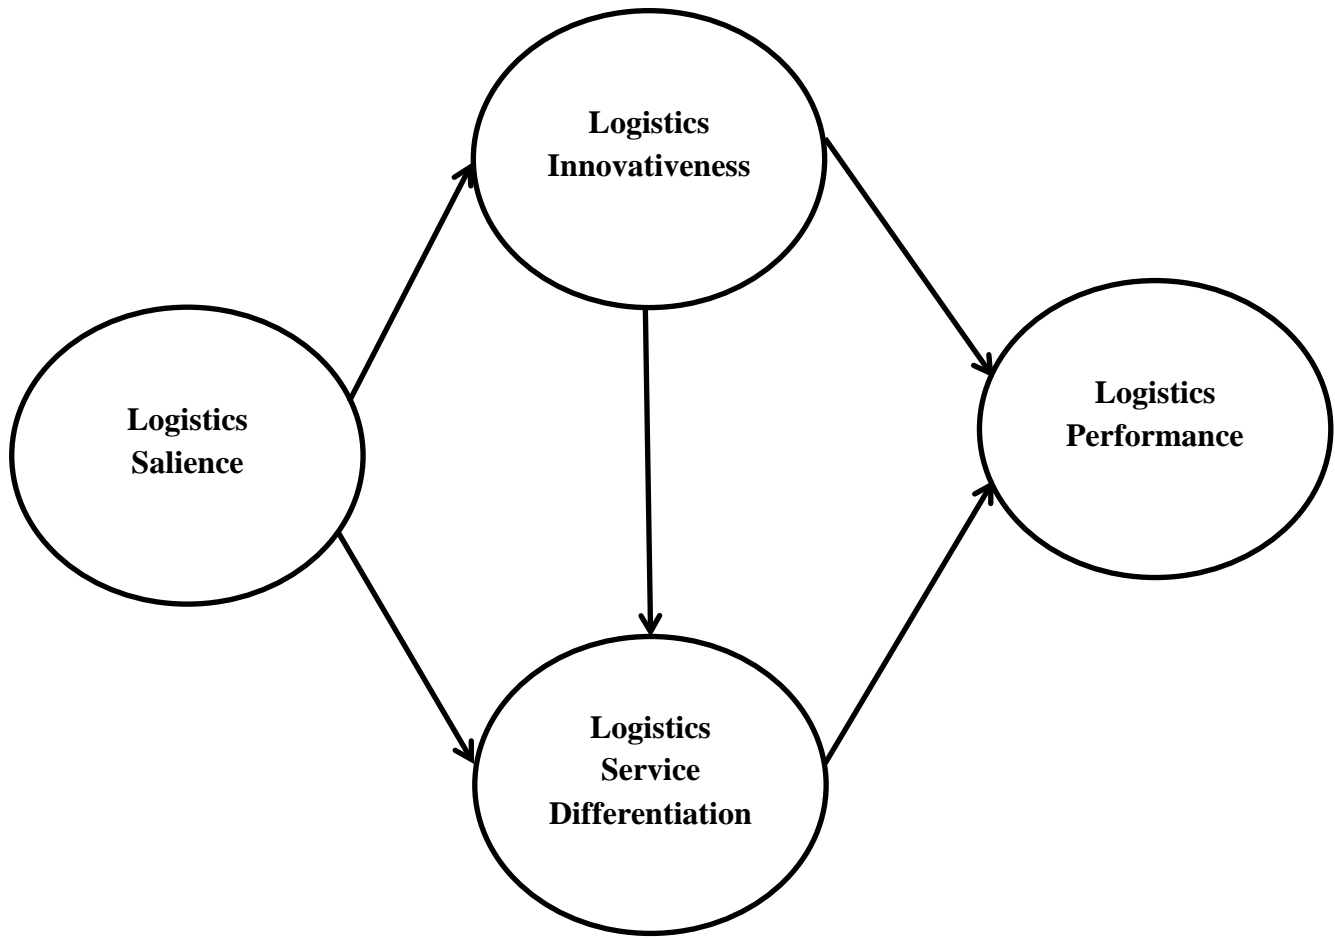 Logistics
Innovativeness
Logistics
Salience
Logistics
Performance
Logistics
Service
Differentiation